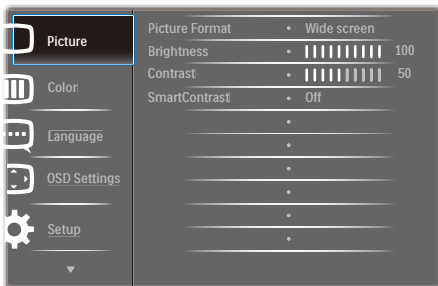 Picture
Color
Language
OSD Settings
Setup
Picture Format Wide screen
Brightness 100
Contrast 50
SmartContrast Off